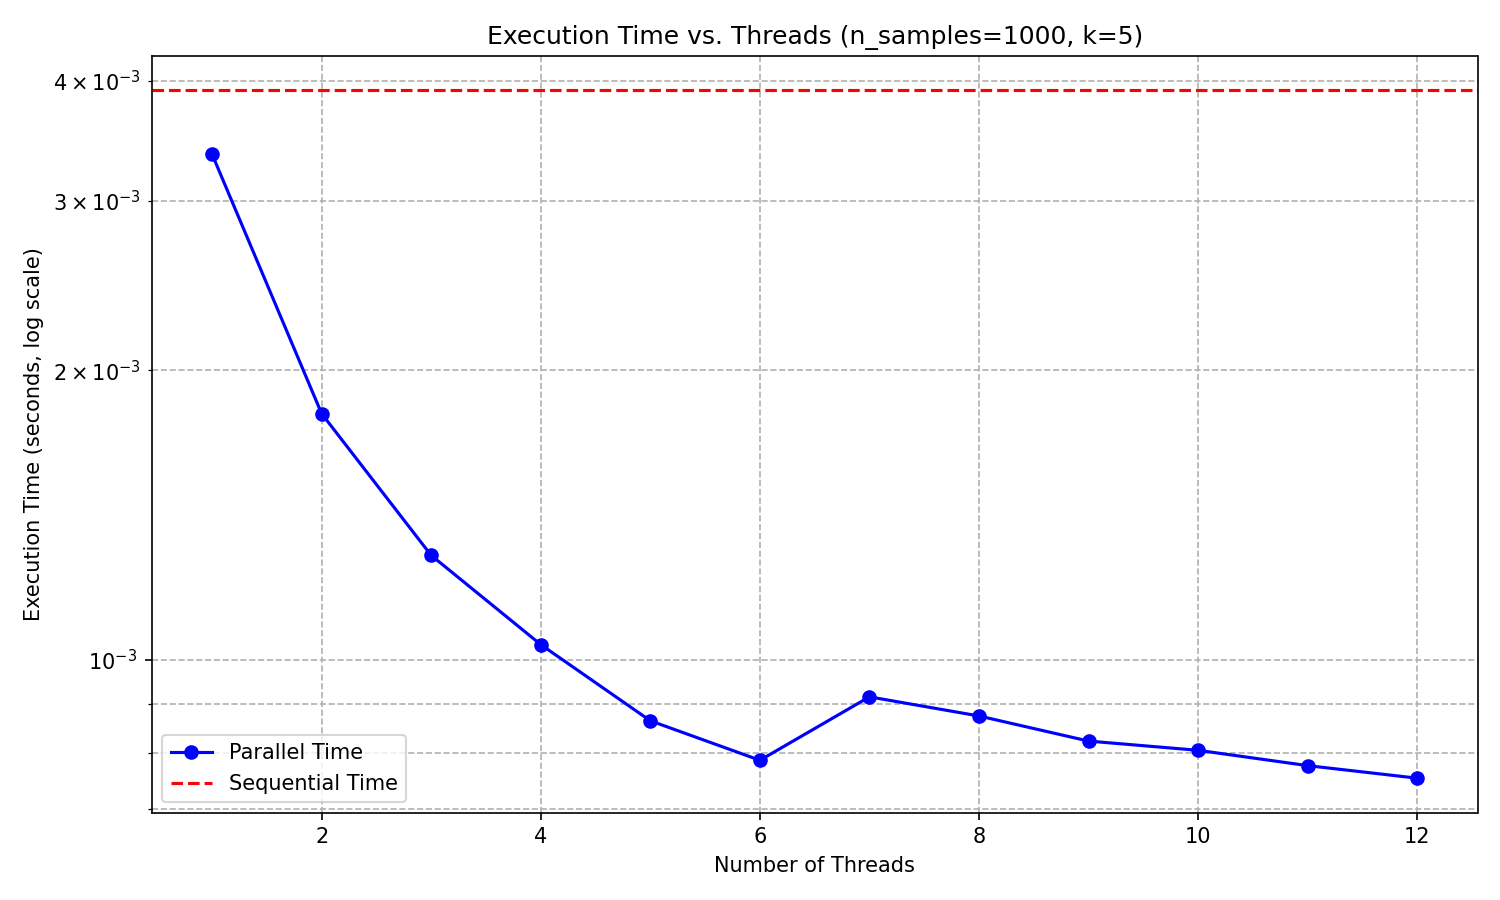 Execution Time vs. Threads (n_samples=1000, k=5)
Execution Time (seconds, log scale)
4 × 10⁻³
3 × 10⁻³
2 × 10⁻³
10⁻³
Parallel Time
Sequential Time
2 4 6 8 10 12
Number of Threads